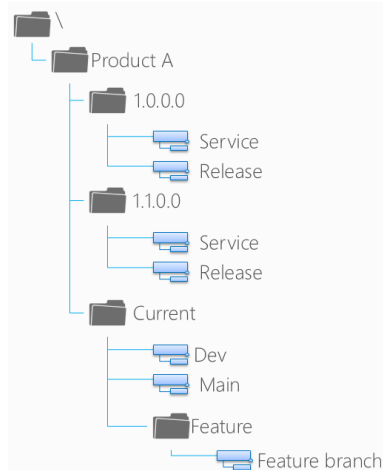 \
Product A
1.0.0.0
Service
Release
1.1.0.0
Service
Release
Current
Dev
Main
Feature
Feature branch